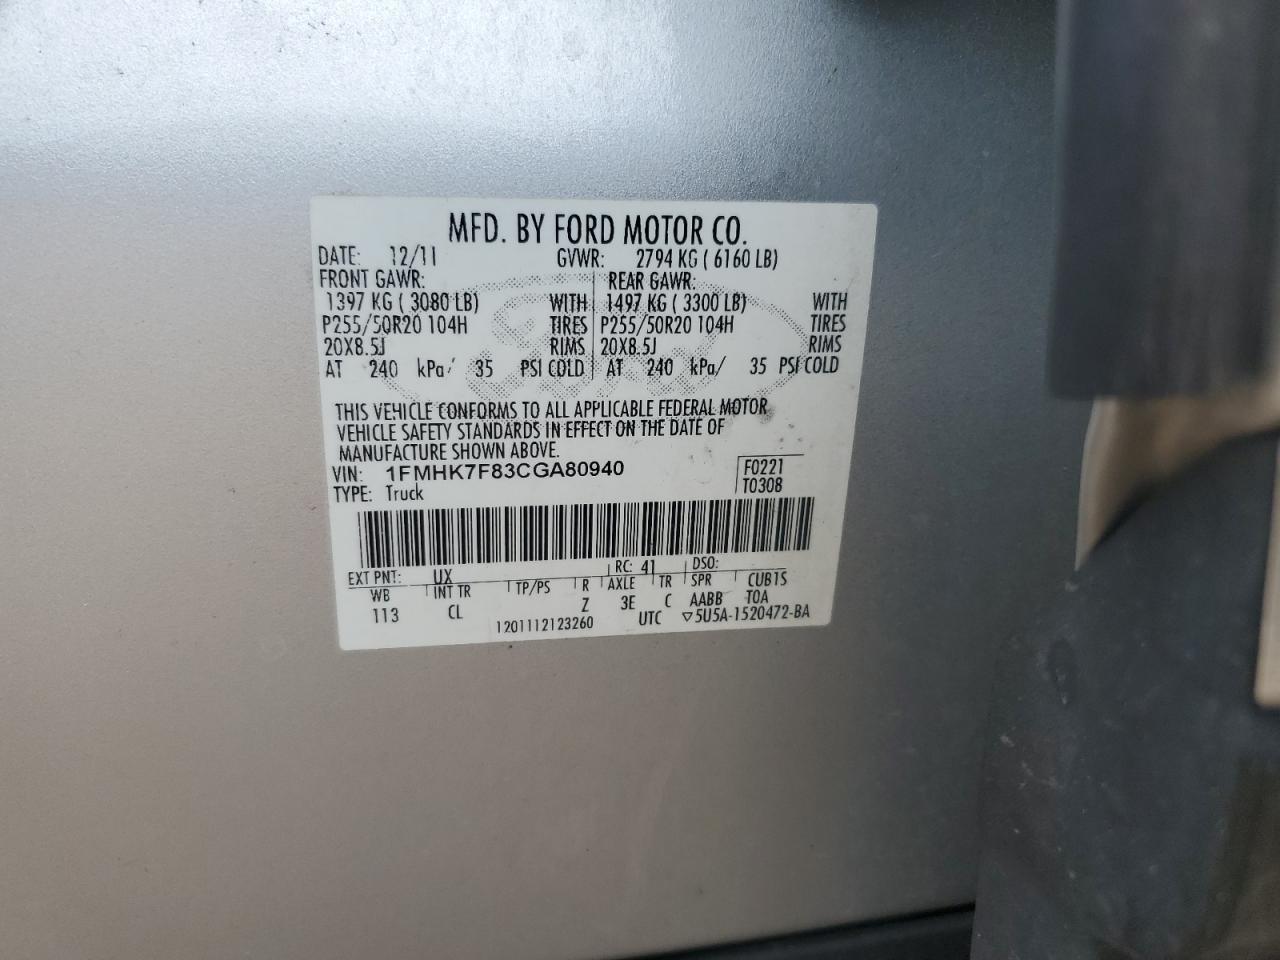 MFD. BY FORD MOTOR CO.
DATE: 12/11 GVWR: 2794 KG ( 6160 LB)
FRONT GAWR: REAR GAWR:
1397 KG ( 3080 LB) WITH 1497 KG ( 3300 LB) WITH
P255/50R20 104H TIRES P255/50R20 104H TIRES
20X8.5J RIMS 20X8.5J RIMS
AT 240 kPa/ 35 PSI COLD AT 240 kPa/ 35 PSI COLD
THIS VEHICLE CONFORMS TO ALL APPLICABLE FEDERAL MOTOR
VEHICLE SAFETY STANDARDS IN EFFECT ON THE DATE OF
MANUFACTURE SHOWN ABOVE.
VIN: 1FMHK7F83CGA80940 F0221
TYPE: Truck T0308
EXT PNT: UX RC: 41 DSO:
WB INT TR TP/PS R AXLE TR SPR CUB1S
113 CL Z 3E C AABB TOA
1201112123260 UTC ▽5U5A-1520472-BA